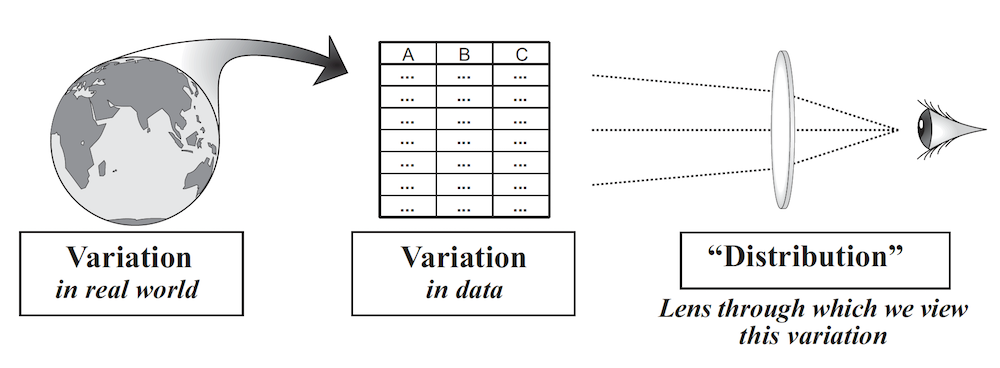 A B C
... ... ...
... ... ...
... ... ...
... ... ...
... ... ...
... ... ...
... ... ...
Variation
in real world
Variation
in data
“Distribution”
Lens through which we view
this variation